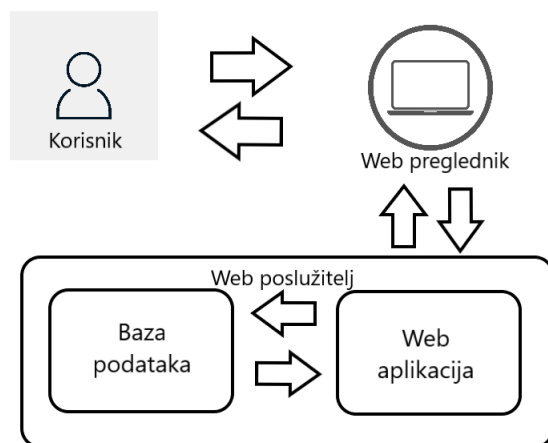 Korisnik
Web preglednik
Web poslužitelj
Baza
podataka
Web
aplikacija